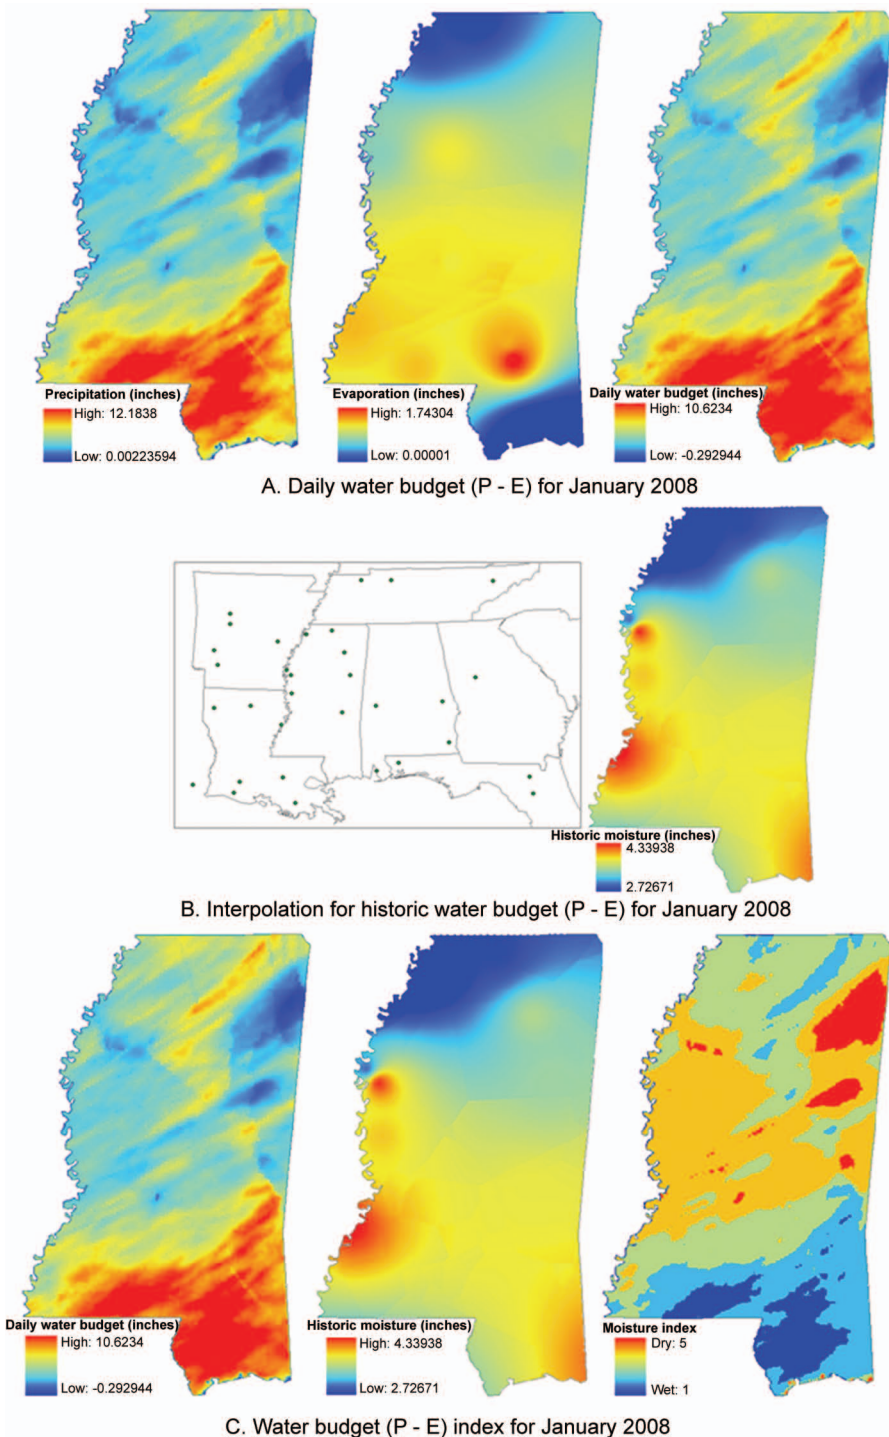 Precipitation (inches)
High: 12.1838
Low: 0.00223594
Evaporation (inches)
High: 1.74304
Low: 0.00001
Daily water budget (inches)
High: 10.6234
Low: -0.292944
A. Daily water budget (P - E) for January 2008
Historic moisture (inches)
4.33938
2.72671
B. Interpolation for historic water budget (P - E) for January 2008
Daily water budget (inches)
High: 10.6234
Low: -0.292944
Historic moisture (inches)
High: 4.33938
Low: 2.72671
Moisture index
Dry: 5
Wet: 1
C. Water budget (P - E) index for January 2008